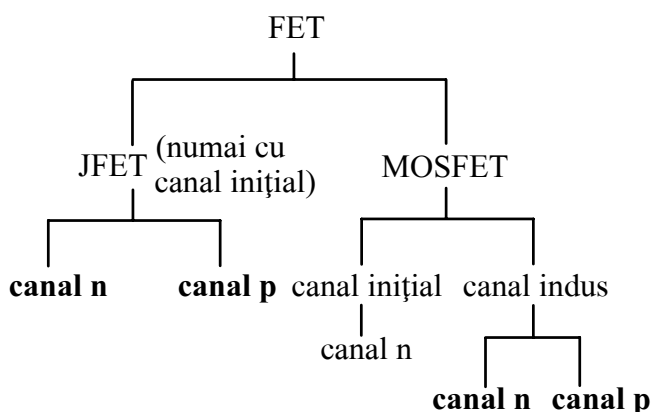 FET
JFET (numai cu
canal iniţial)
MOSFET
canal n canal p canal iniţial canal indus
canal n
canal n canal p